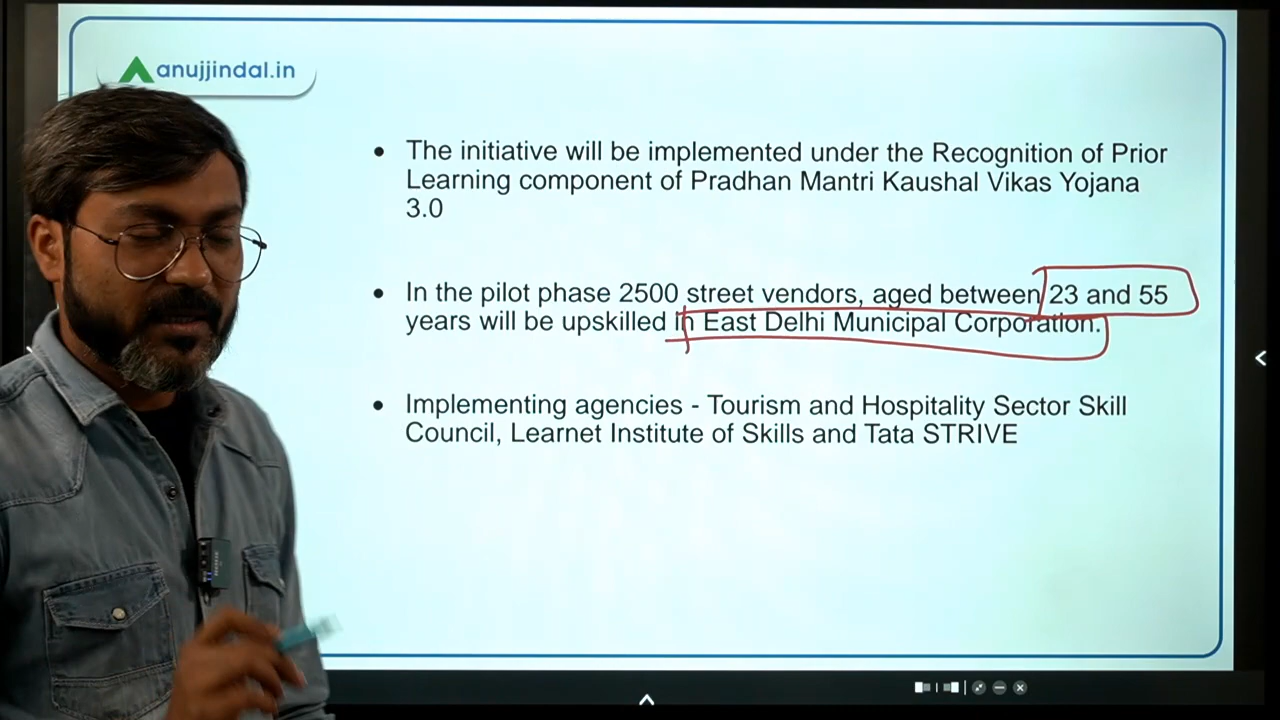 anujjindal.in
• The initiative will be implemented under the Recognition of Prior
Learning component of Pradhan Mantri Kaushal Vikas Yojana
3.0
• In the pilot phase 2500 street vendors, aged between 23 and 55
years will be upskilled in East Delhi Municipal Corporation.
• Implementing agencies - Tourism and Hospitality Sector Skill
Council, Learnet Institute of Skills and Tata STRIVE